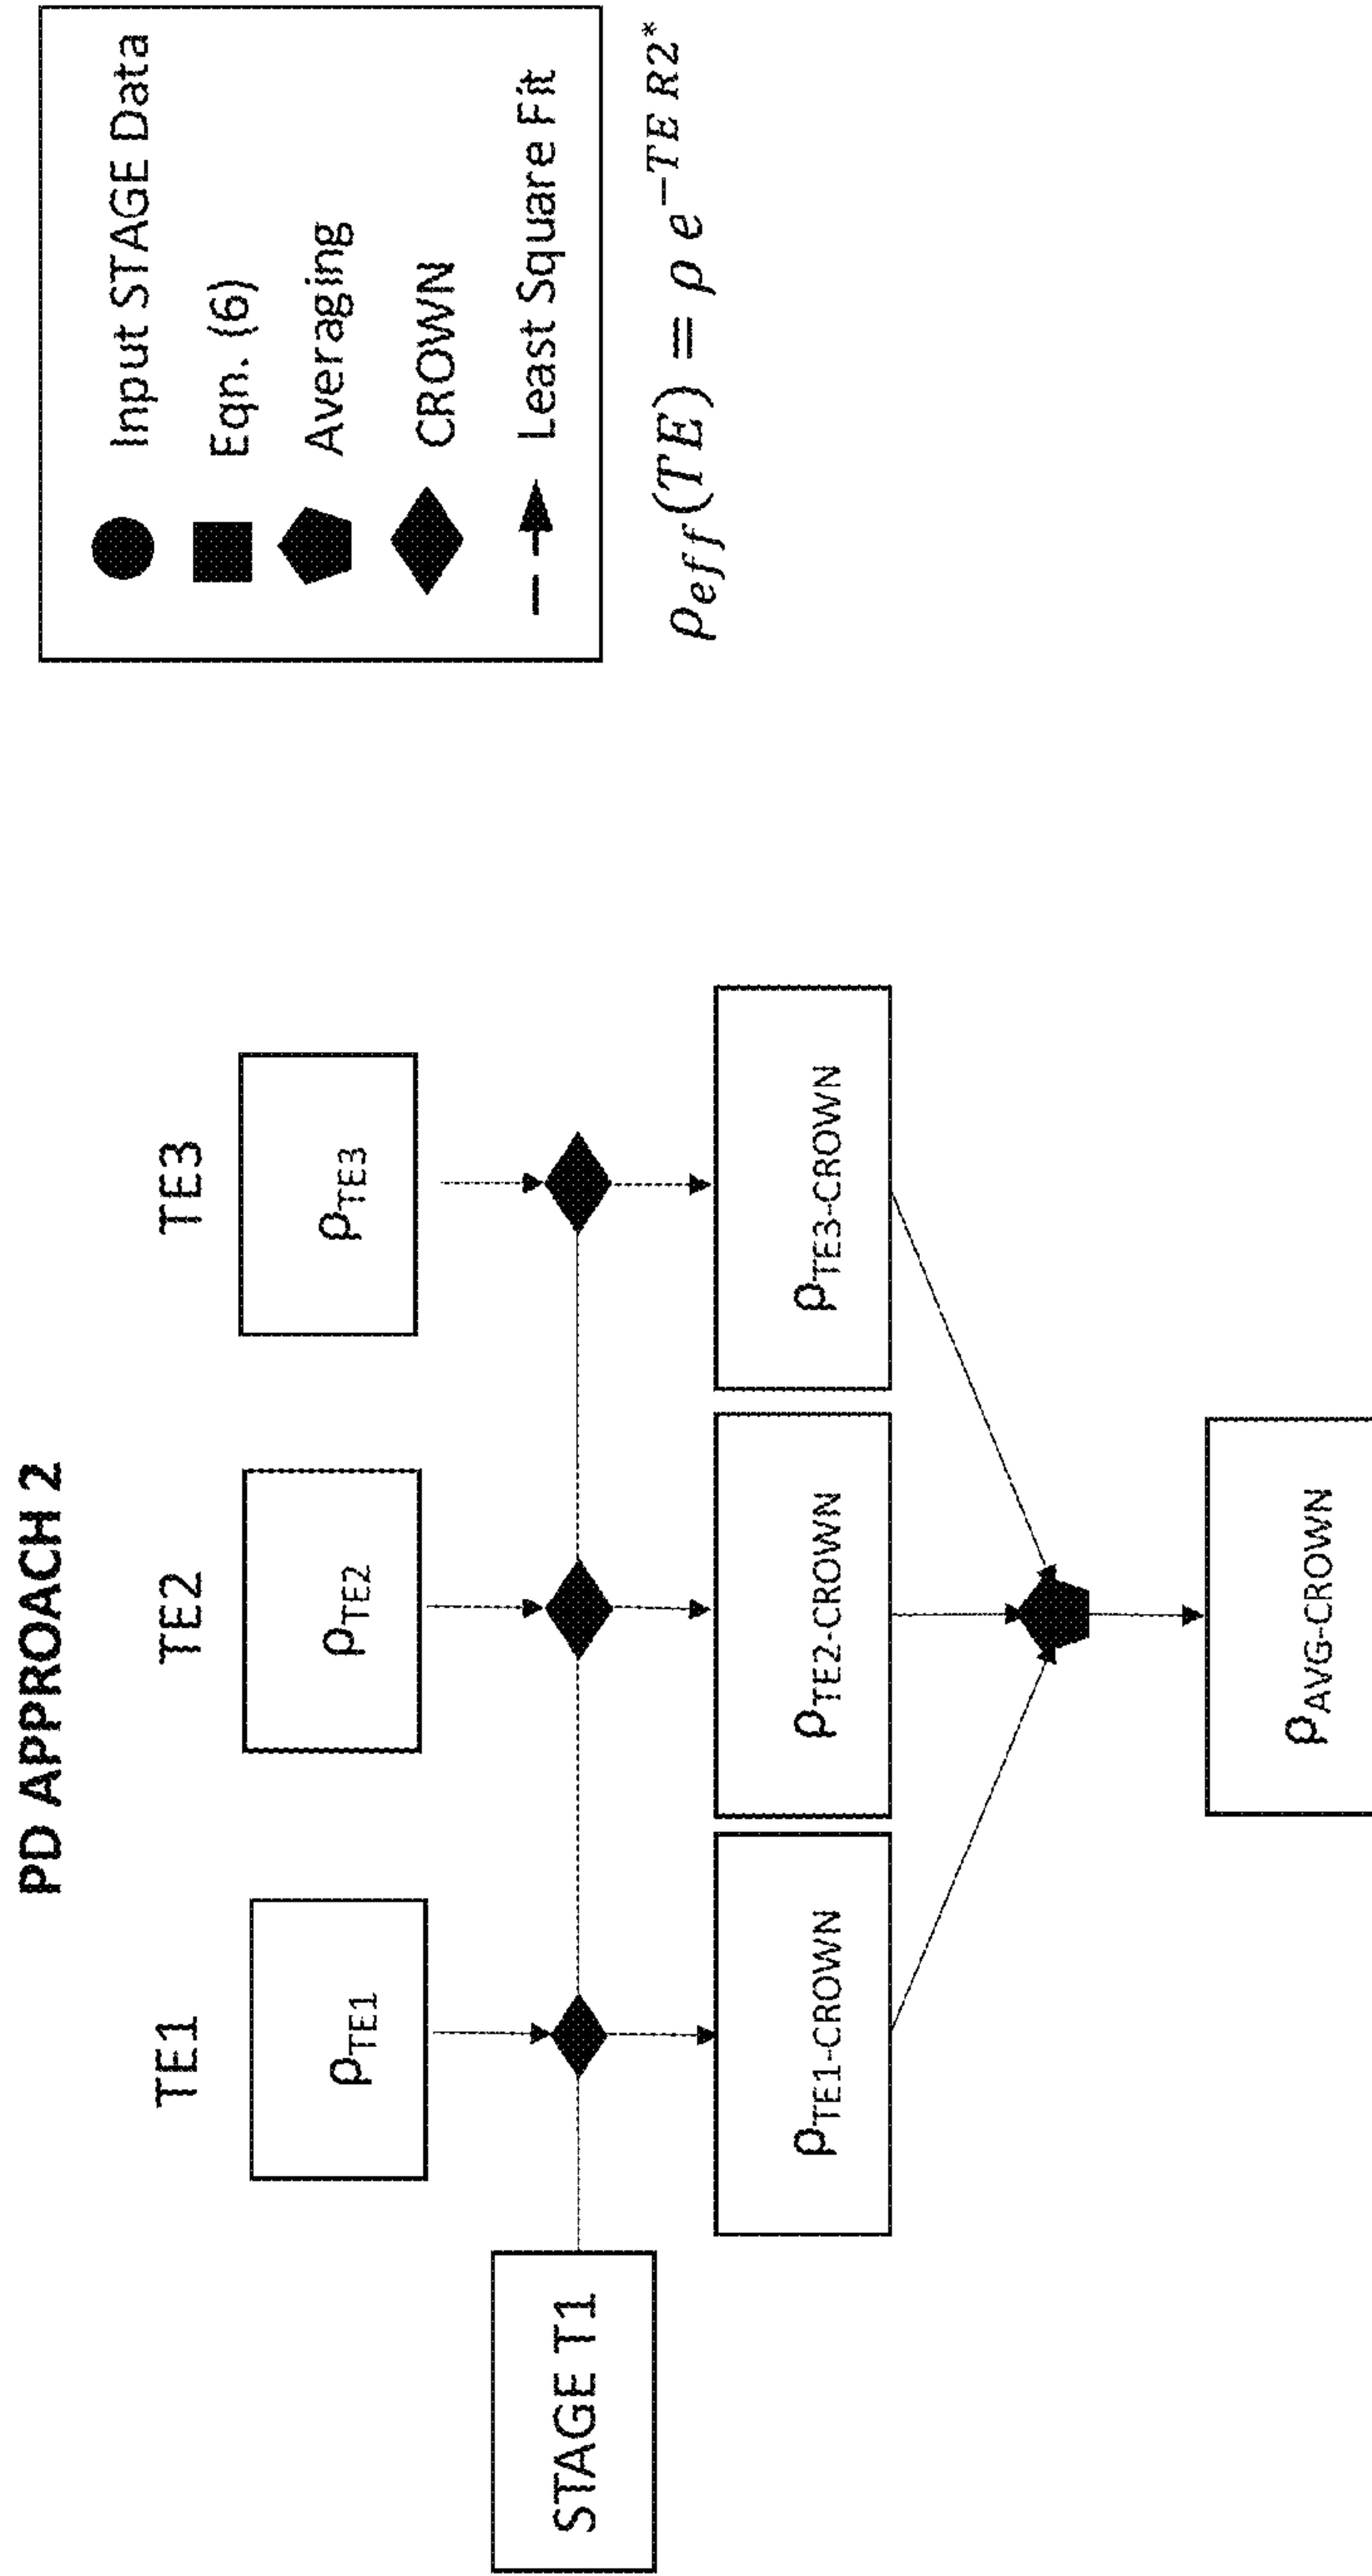 PD APPROACH 2
TE1
TE2
TE3
ρTE1
ρTE2
ρTE3
STAGE T1
ρTE1-CROWN
ρTE2-CROWN
ρTE3-CROWN
ρAVG-CROWN
Input STAGE Data
Eqn. (6)
Averaging
CROWN
Least Square Fit
ρeff(TE) = ρ e^−TE R2*